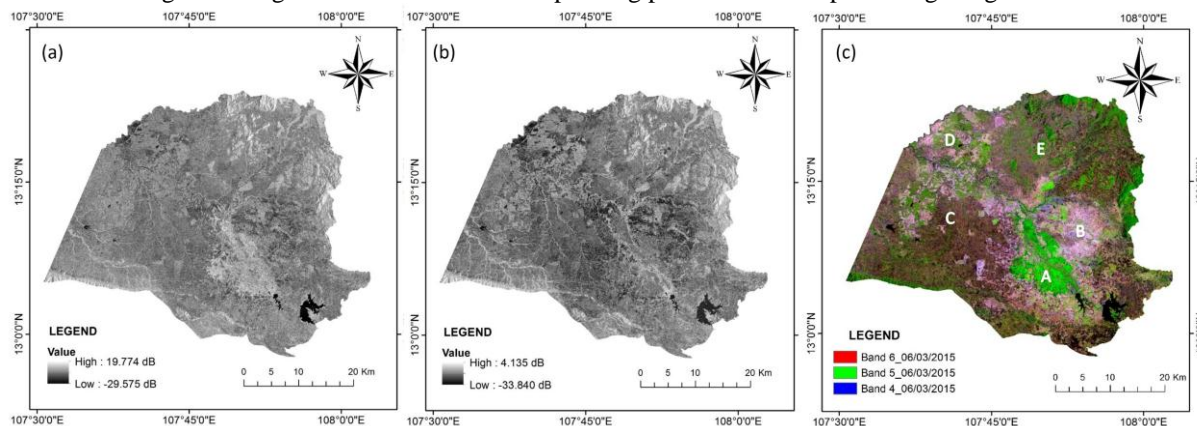 107°30'0"E 107°45'0"E 108°0'0"E 107°30'0"E 107°45'0"E 108°0'0"E 107°30'0"E 107°45'0"E 108°0'0"E
(a) N W E S
(b) N W E S
(c) N W E S
D
E
C
B
A
13°15'0"N 13°15'0"N 13°15'0"N
13°0'0"N 13°0'0"N 13°0'0"N
LEGEND
Value
High : 19.774 dB
Low : -29.575 dB
0 5 10 20 Km
LEGEND
Value
High : 4.135 dB
Low : -33.840 dB
0 5 10 20 Km
LEGEND
Band 6_06/03/2015
Band 5_06/03/2015
Band 4_06/03/2015
0 5 10 20 Km
107°30'0"E 107°45'0"E 108°0'0"E 107°30'0"E 107°45'0"E 108°0'0"E 107°30'0"E 107°45'0"E 108°0'0"E